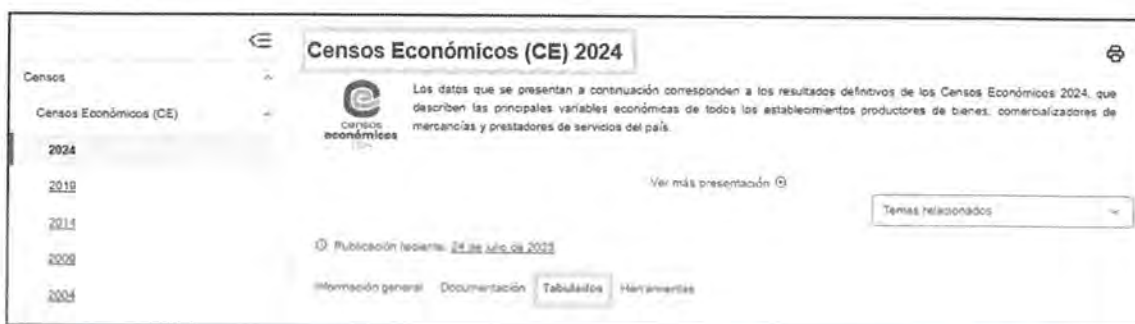 Censos
Censos Económicos (CE)
2024
2019
2014
2009
2004
Censos Económicos (CE) 2024
censos
económicos
Los datos que se presentan a continuación corresponden a los resultados definitivos de los Censos Económicos 2024, que
describen las principales variables económicas de todos los establecimientos productores de bienes, comercializadores de
mercancías y prestadores de servicios del país.
Ver más presentación
Temas relacionados
Publicación reciente: 24 de julio de 2025
Información general Documentación Tabulados Herramientas